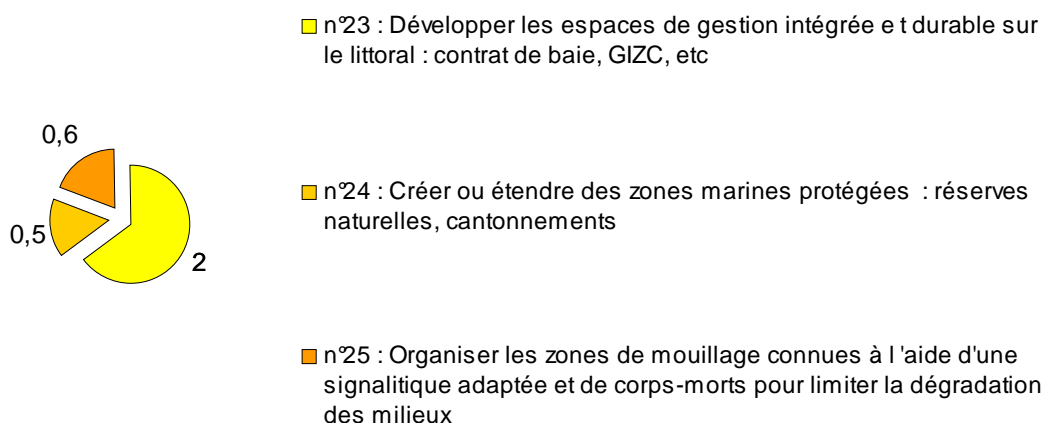 n°23 : Développer les espaces de gestion intégrée e t durable sur
le littoral : contrat de baie, GIZC, etc
0,6
n°24 : Créer ou étendre des zones marines protégées : réserves
naturelles, cantonnements
0,5
2
n°25 : Organiser les zones de mouillage connues à l 'aide d'une
signalitique adaptée et de corps-morts pour limiter la dégradation
des milieux